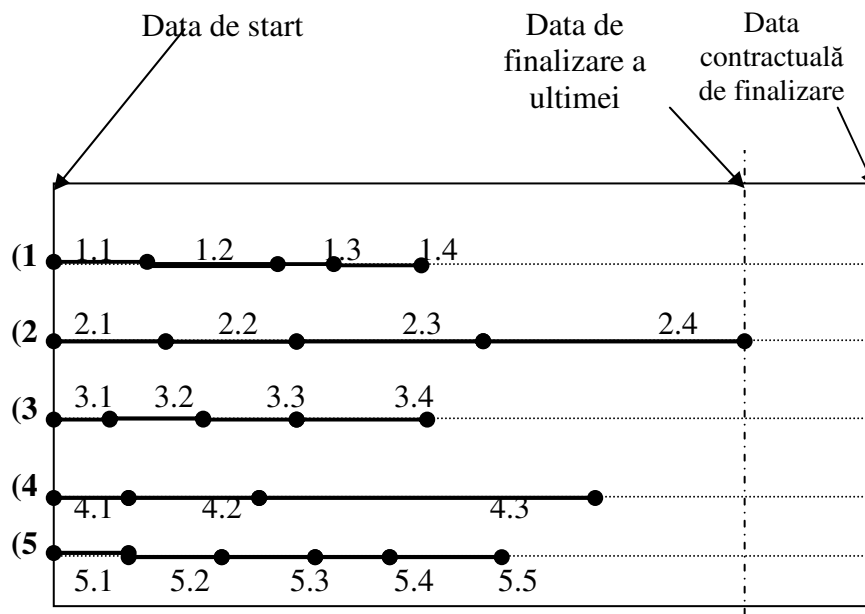 Data de start
Data de
finalizare a
ultimei
Data
contractuală
de finalizare
(1
1.1 1.2 1.3 1.4
(2
2.1 2.2 2.3 2.4
(3
3.1 3.2 3.3 3.4
(4
4.1 4.2 4.3
(5
5.1 5.2 5.3 5.4 5.5